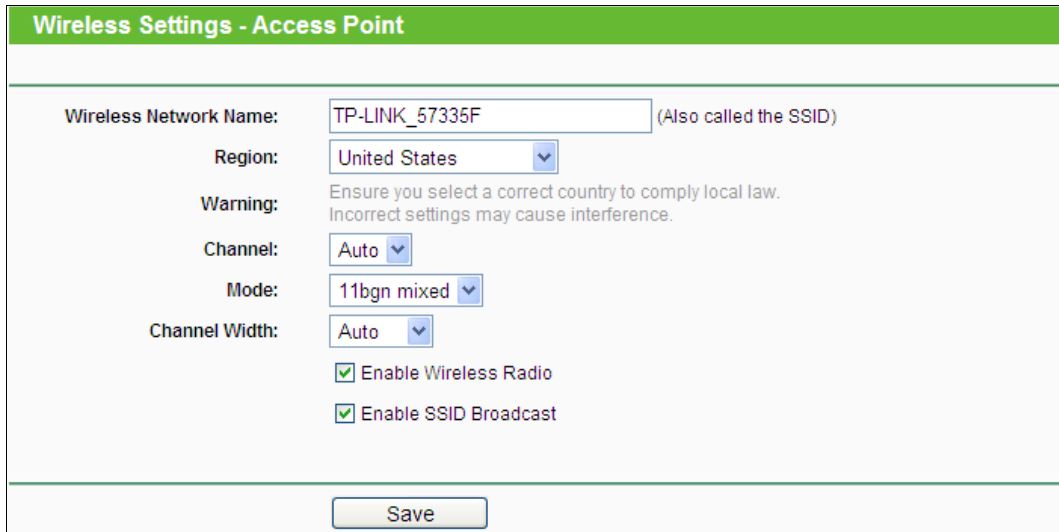 Wireless Settings - Access Point
Wireless Network Name: TP-LINK_57335F (Also called the SSID)
Region: United States
Warning: Ensure you select a correct country to comply local law.
Incorrect settings may cause interference.
Channel: Auto
Mode: 11bgn mixed
Channel Width: Auto
Enable Wireless Radio
Enable SSID Broadcast
Save